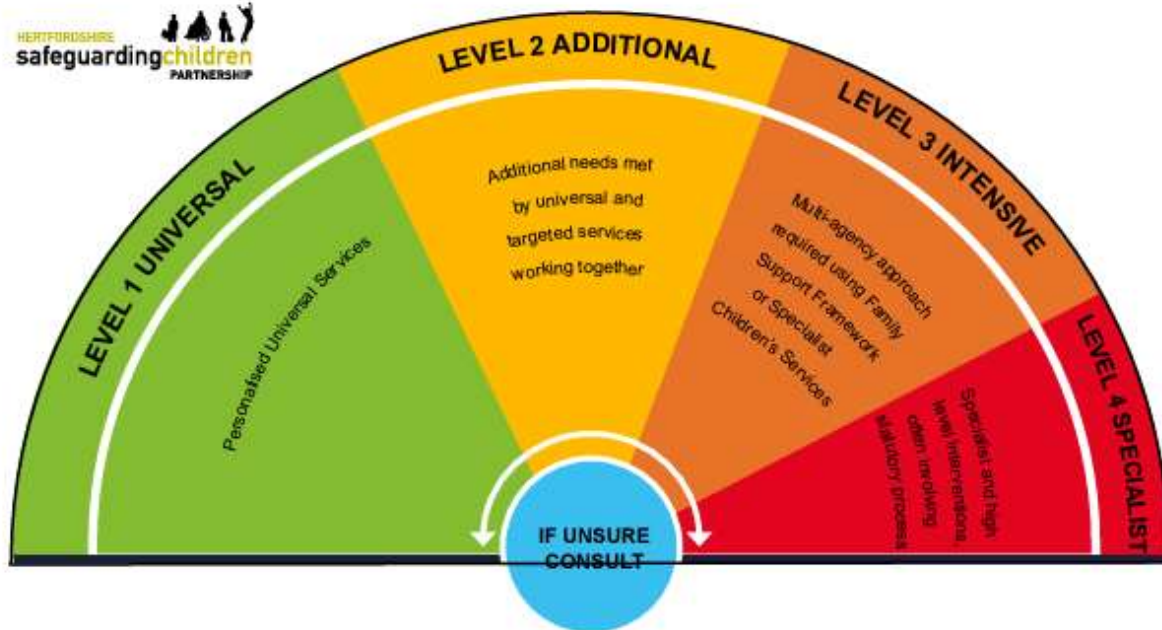 HERTFORDSHIRE
safeguardingchildren
PARTNERSHIP
LEVEL 1 UNIVERSAL
Personalised Universal Services
LEVEL 2 ADDITIONAL
Additional needs met
by universal and
targeted services
working together
LEVEL 3 INTENSIVE
Multi-agency approach
required using Family
Support Framework
or Specialist
Children's Services
LEVEL 4 SPECIALIST
Specialist and high
level interventions,
often involving
statutory process
IF UNSURE
CONSULT